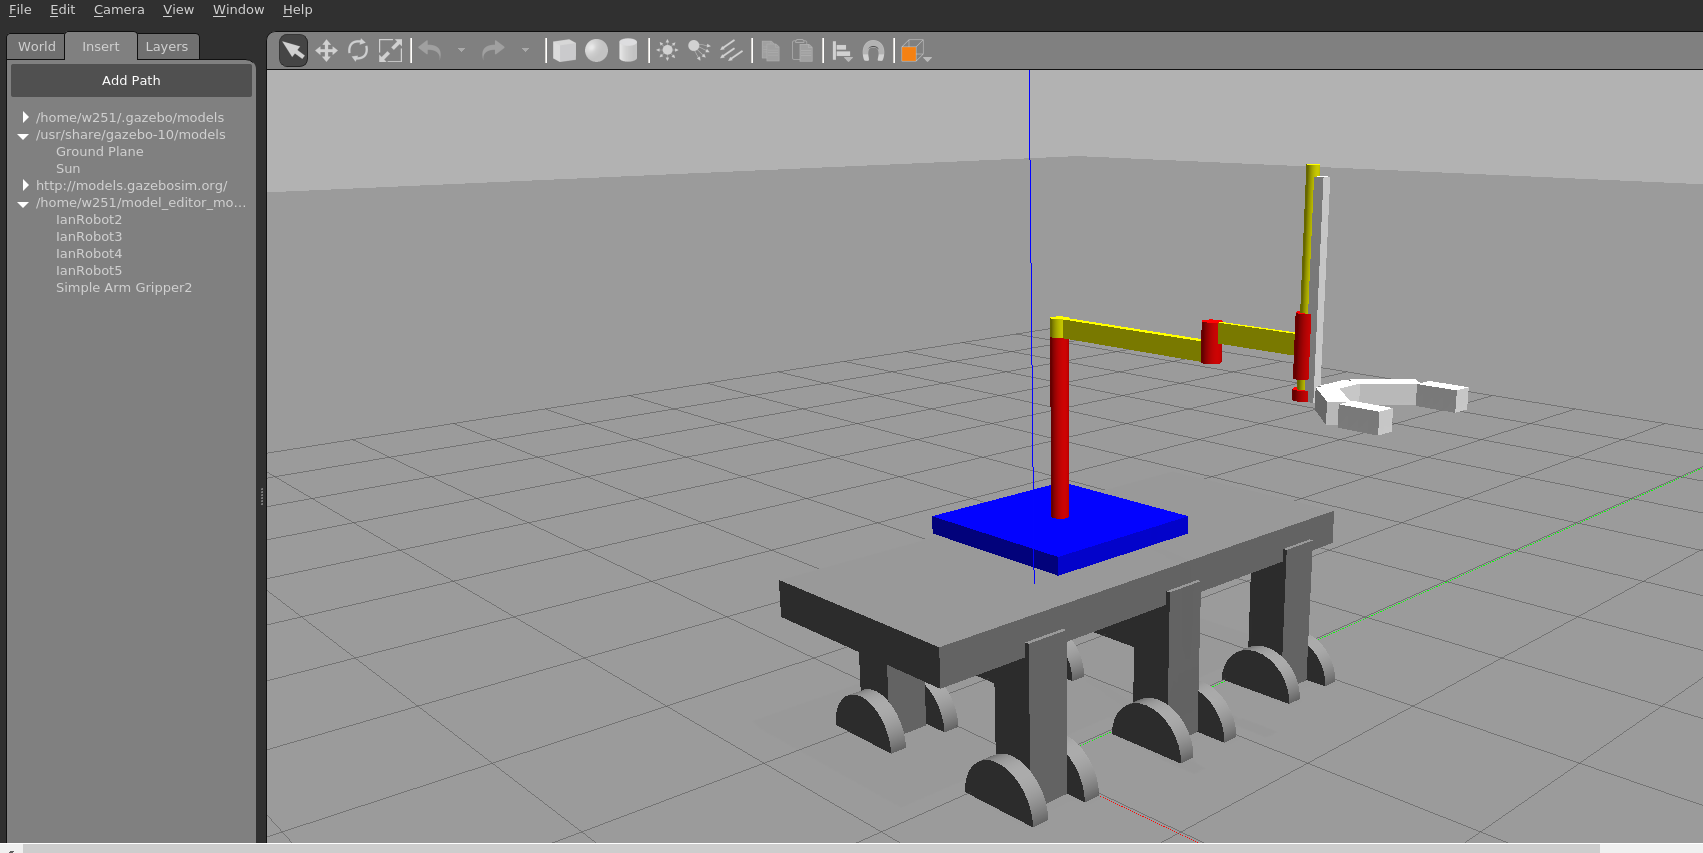 File Edit Camera View Window Help
World Insert Layers
Add Path
/home/w251/.gazebo/models
/usr/share/gazebo-10/models
Ground Plane
Sun
http://models.gazebosim.org/
/home/w251/model_editor_mo...
IanRobot2
IanRobot3
IanRobot4
IanRobot5
Simple Arm Gripper2